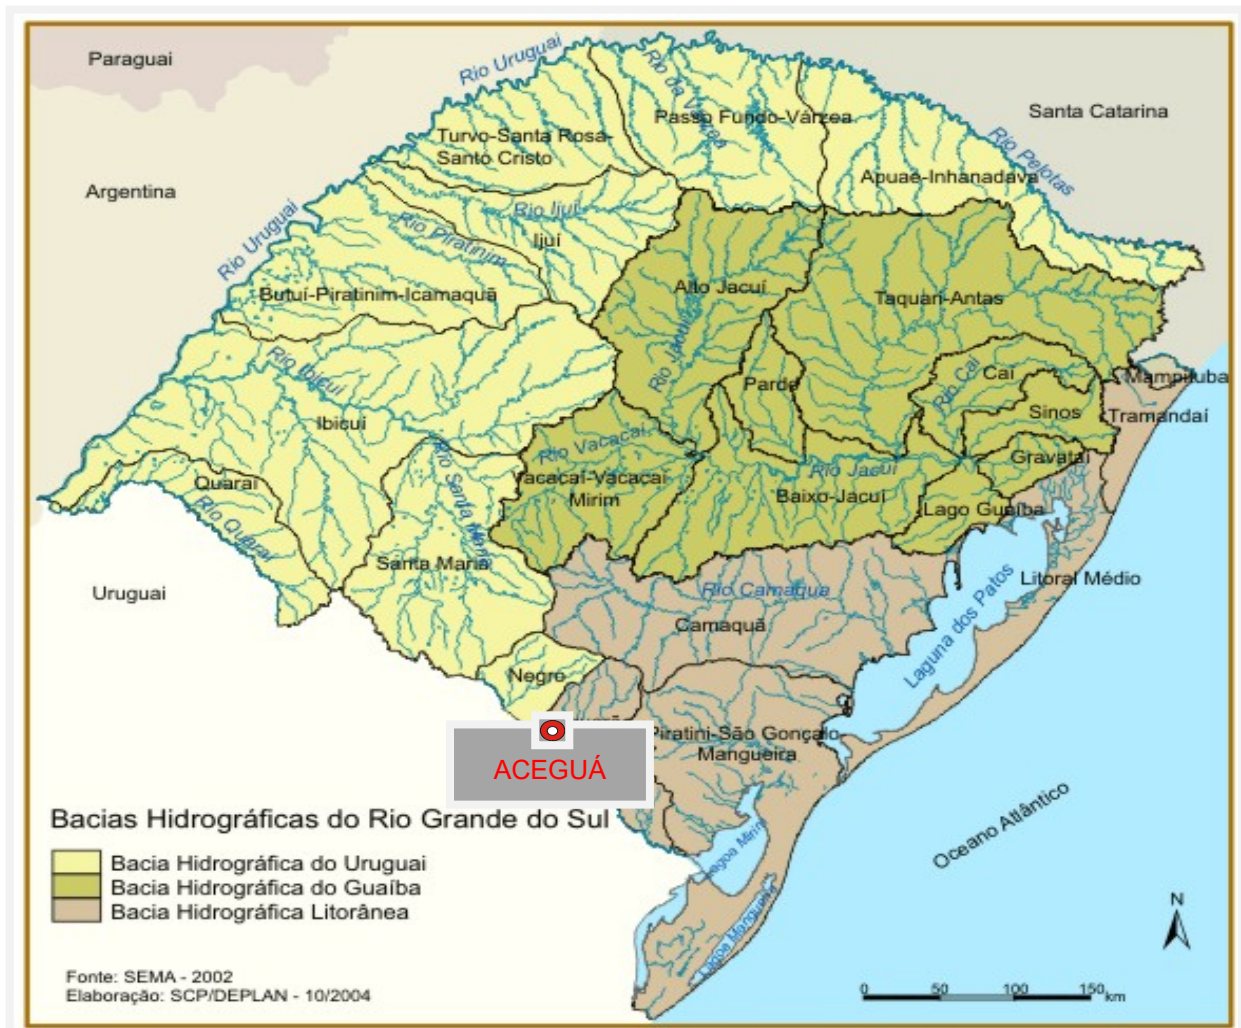 Paraguai
Rio Uruguai
Rio da Várzea
Passo Fundo-Várzea
Santa Catarina
Turvo-Santa Rosa-
Santo Cristo
Rio Pelotas
Argentina
Apuaê-Inhandava
Rio Uruguai
Rio Ijuí
Ijuí
Rio Piratinim
Butuí-Piratinim-Icamaquã
Alto Jacuí
Taquari-Antas
Rio Jacuí
Rio Ibicuí
Ibicuí
Pardo
Rio Caí
Caí
Mampituba
Sinos
Tramandaí
Rio Vacacaí
Rio Santa Maria
Vacacaí-Vacacaí
Mirim
Rio Jacuí
Baixo-Jacuí
Gravataí
Lago Guaíba
Quaraí
Rio Quaraí
Santa Maria
Uruguai
Rio Camaquã
Camaquã
Litoral Médio
Laguna dos Patos
Negro
Piratini-São Gonçalo
Mangueira
ACEGUÁ
Oceano Atlântico
Lagoa Mirim
Lagoa Mangueira
Bacias Hidrográficas do Rio Grande do Sul
Bacia Hidrográfica do Uruguai
Bacia Hidrográfica do Guaíba
Bacia Hidrográfica Litorânea
N
Fonte: SEMA - 2002
Elaboração: SCP/DEPLAN - 10/2004
0 50 100 150 km